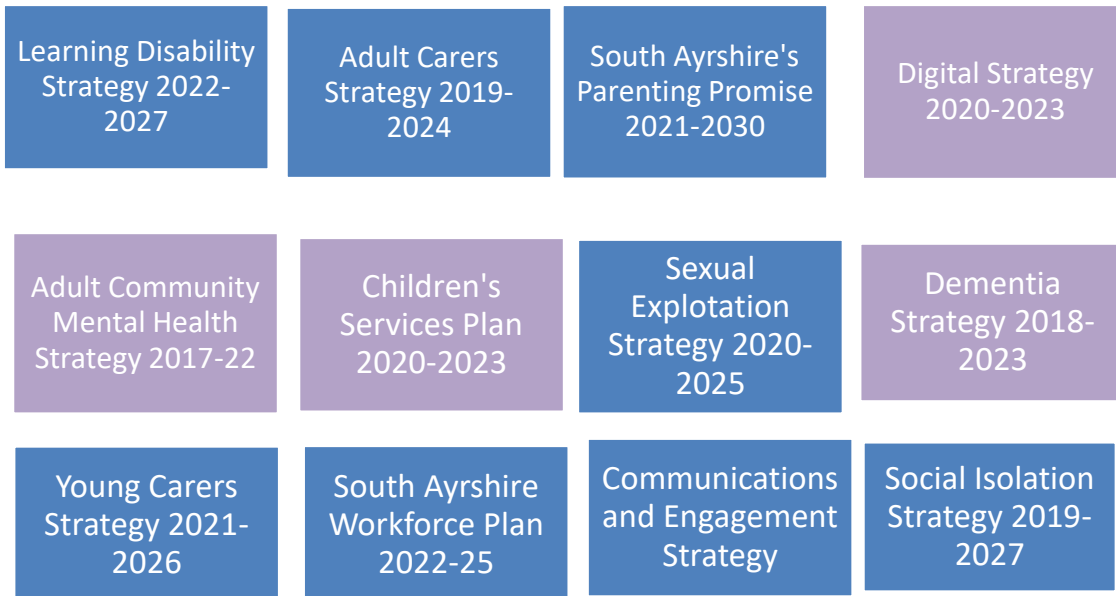 Learning Disability
Strategy 2022-
2027
Adult Carers
Strategy 2019-
2024
South Ayrshire's
Parenting Promise
2021-2030
Digital Strategy
2020-2023
Adult Community
Mental Health
Strategy 2017-22
Children's
Services Plan
2020-2023
Sexual
Explotation
Strategy 2020-
2025
Dementia
Strategy 2018-
2023
Young Carers
Strategy 2021-
2026
South Ayrshire
Workforce Plan
2022-25
Communications
and Engagement
Strategy
Social Isolation
Strategy 2019-
2027